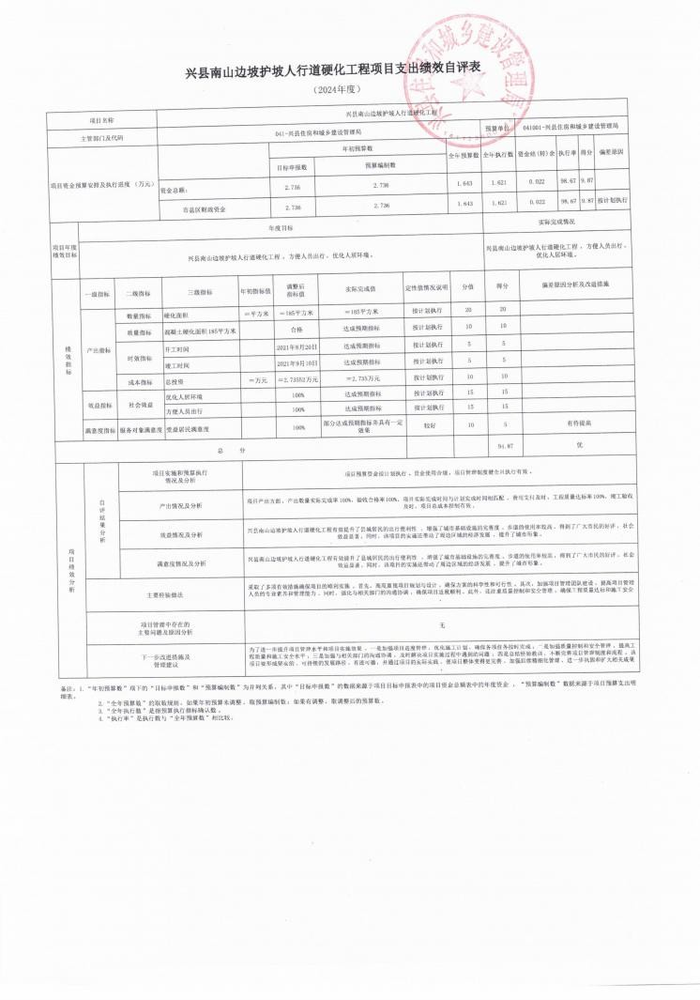 兴县南山边坡护坡人行道硬化工程项目支出绩效自评表
（2024年度）
项目名称 兴县南山边坡护坡人行道硬化工程
主管部门及代码 041-兴县住房和城乡建设管理局 预算单位 041001-兴县住房和城乡建设管理局
项目资金预算安排及执行进度 （万元） 年初预算数 全年预算数 全年执行数 资金结(转)余 执行率 得分 偏差原因
目标申报数 预算编制数
资金总额： 2.736 2.736 1.643 1.621 0.022 98.67 9.87
市县区财政资金 2.736 2.736 1.643 1.621 0.022 98.67 9.87 按计划执行
项目年度绩效目标 年度目标 实际完成情况
兴县南山边坡护坡人行道硬化工程 ，方便人员出行，优化人居环境。 兴县南山边坡护坡人行道硬化工程 ，方便人员出行，
优化人居环境。
绩效指标 一级指标 二级指标 三级指标 年初指标值 调整后指标值 实际完成值 定性值情况说明 分值 得分 偏差原因分析及改进措施
产出指标 数量指标 硬化面积 =平方米 =185平方米 =185平方米 按计划执行 20 20
质量指标 混凝土硬化面积185平方米 合格 达成预期指标 按计划执行 10 10
时效指标 开工时间 2021年8月20日 达成预期指标 按计划执行 5 5
竣工时间 2021年9月10日 达成预期指标 按计划执行 5 5
成本指标 总投资 =万元 =2.73552万元 =2.735万元 按计划执行 10 10
效益指标 社会效益 优化人居环境 100% 达成预期指标 按计划执行 15 15
方便人员出行 100% 达成预期指标 按计划执行 15 15
满意度指标 服务对象满意度 受益居民满意度 100% 部分达成预期指标并具有一定效果 较好 10 5 有待提高
总 分 94.87 优
项目绩效分析 自评结果分析 项目实施和预算执行情况及分析 项目预算资金按计划执行 ，资金使用合规，项目管理制度健全且执行有效 。
产出情况及分析 项目产出方面，产出数量实际完成率100%，验收合格率100%，项目实际完成时间与计划完成时间相匹配 ，费用支付及时，工程质量达标率100%，竣工验收
及时，项目总成本控制有效 。
效益情况及分析 兴县南山边坡护坡人行道硬化工程有效提升了县城居民的出行便利性 ，增强了城市基础设施的完善度 ，步道的使用率较高 ，得到了广大市民的好评 ，社会
效益显著。同时，该项目的实施还带动了周边区域的经济发展 ，提升了城市形象。
满意度情况及分析 兴县南山边坡护坡人行道硬化工程有效提升了县城居民的出行便利性 ，增强了城市基础设施的完善度 ，步道的使用率较高 ，得到了广大市民的好评 ，社会
效益显著。同时，该项目的实施还带动了周边区域的经济发展 ，提升了城市形象。
主要经验做法 采取了多项有效措施确保项目的顺利实施 。首先，高度重视项目规划与设计 ，确保方案的科学性和可行性 。其次，加强项目管理团队建设 ，提高项目管理
人员的专业素养和管理能力 。同时，强化与相关部门的沟通协调 ，确保项目进展顺利。此外，还注重质量控制和安全管理 ，确保工程质量达标和施工安全
。
项目管理中存在的主要问题及原因分析 无
下一步改进措施及管理建议 为了进一步提升项目管理水平和项目实施效果 ，一是加强项目进度管理，优化施工计划，确保各项任务按时完成；二是加强质量控制和安全管理 ，提高工
程质量和施工安全水平；三是加强与相关部门的沟通协调 ，及时解决项目实施过程中遇到的问题 ；四是总结经验教训，不断完善项目管理制度和流程 。
备注：1.“年初预算数”项下的“目标申报数”和“预算编制数”为并列关系，其中“目标申报数”的数据来源于项目目标申报表中的项目资金总额表中的年度资金 ，“预算编制数”数据来源于项目预算支出明
细表。
2.“全年预算数”的取数规则，如果年初预算未调整，取预算编制数；如果有调整，取调整后的预算数。
3.“全年执行数”是指预算执行指标确认数 。
4.“执行率”是执行数与“全年预算数”相比较。